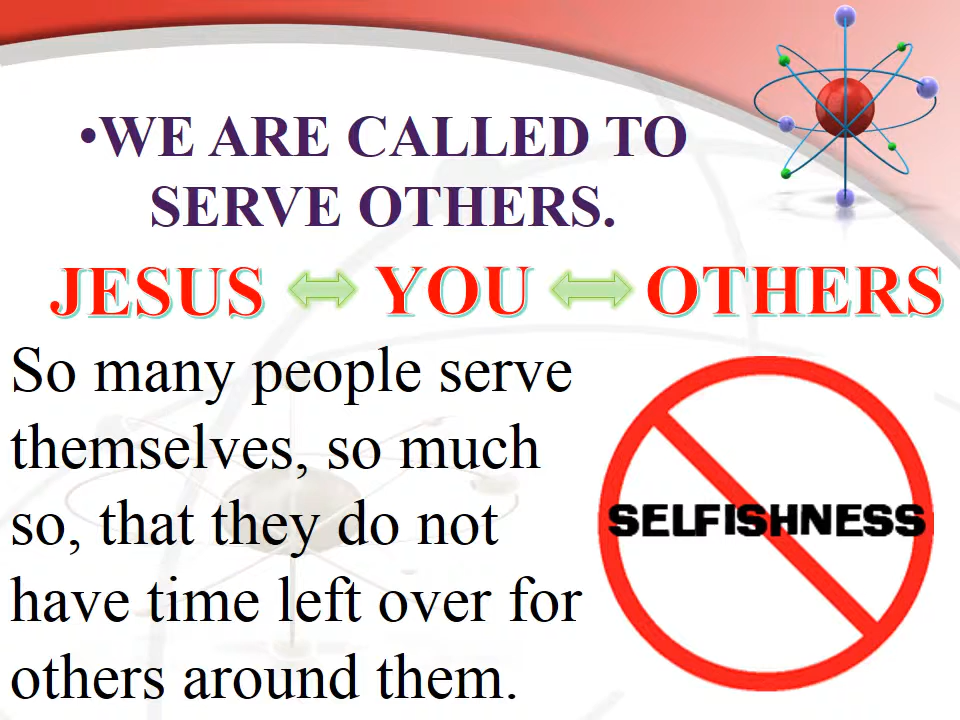 •WE ARE CALLED TO
SERVE OTHERS.
JESUS YOU OTHERS
So many people serve
themselves, so much
so, that they do not
have time left over for
others around them.
SELFISHNESS